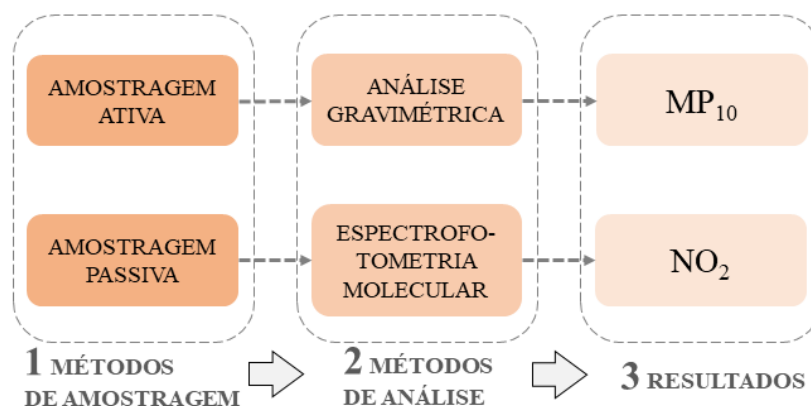 AMOSTRAGEM
ATIVA
ANÁLISE
GRAVIMÉTRICA
MP₁₀
AMOSTRAGEM
PASSIVA
ESPECTROFO-
TOMETRIA
MOLECULAR
NO₂
1 MÉTODOS
DE AMOSTRAGEM
2 MÉTODOS
DE ANÁLISE
3 RESULTADOS